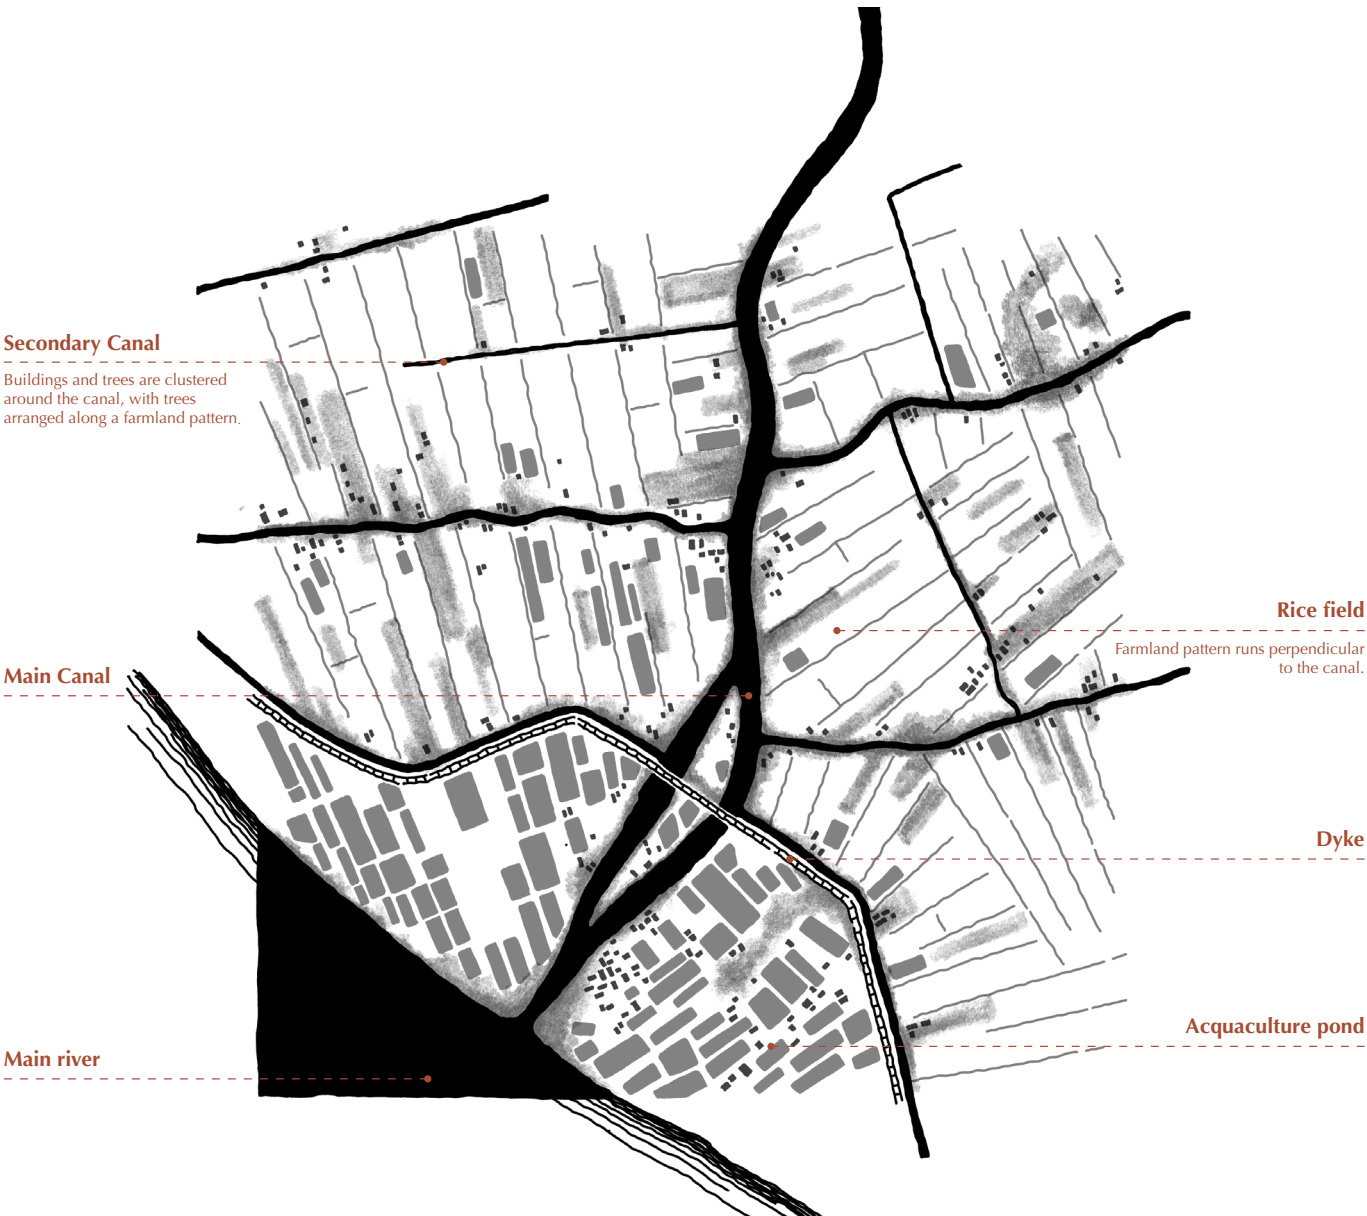 Secondary Canal
Buildings and trees are clustered
around the canal, with trees
arranged along a farmland pattern.
Rice field
Farmland pattern runs perpendicular
to the canal.
Main Canal
Dyke
Acquaculture pond
Main river